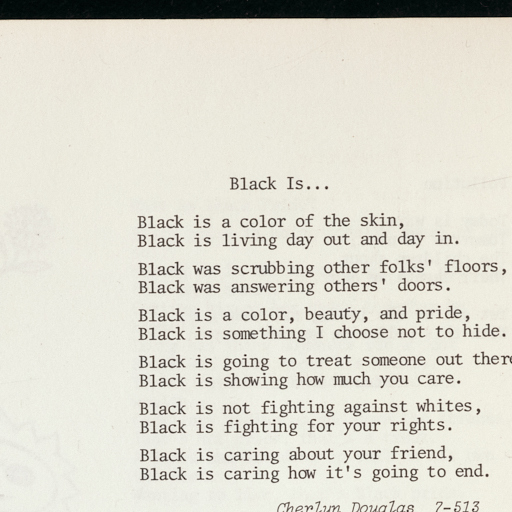 Black Is...
Black is a color of the skin,
Black is living day out and day in.
Black was scrubbing other folks' floors,
Black was answering others' doors.
Black is a color, beauty, and pride,
Black is something I choose not to hide.
Black is going to treat someone out there
Black is showing how much you care.
Black is not fighting against whites,
Black is fighting for your rights.
Black is caring about your friend,
Black is caring how it's going to end.
Cherlyn Douglas 7-513